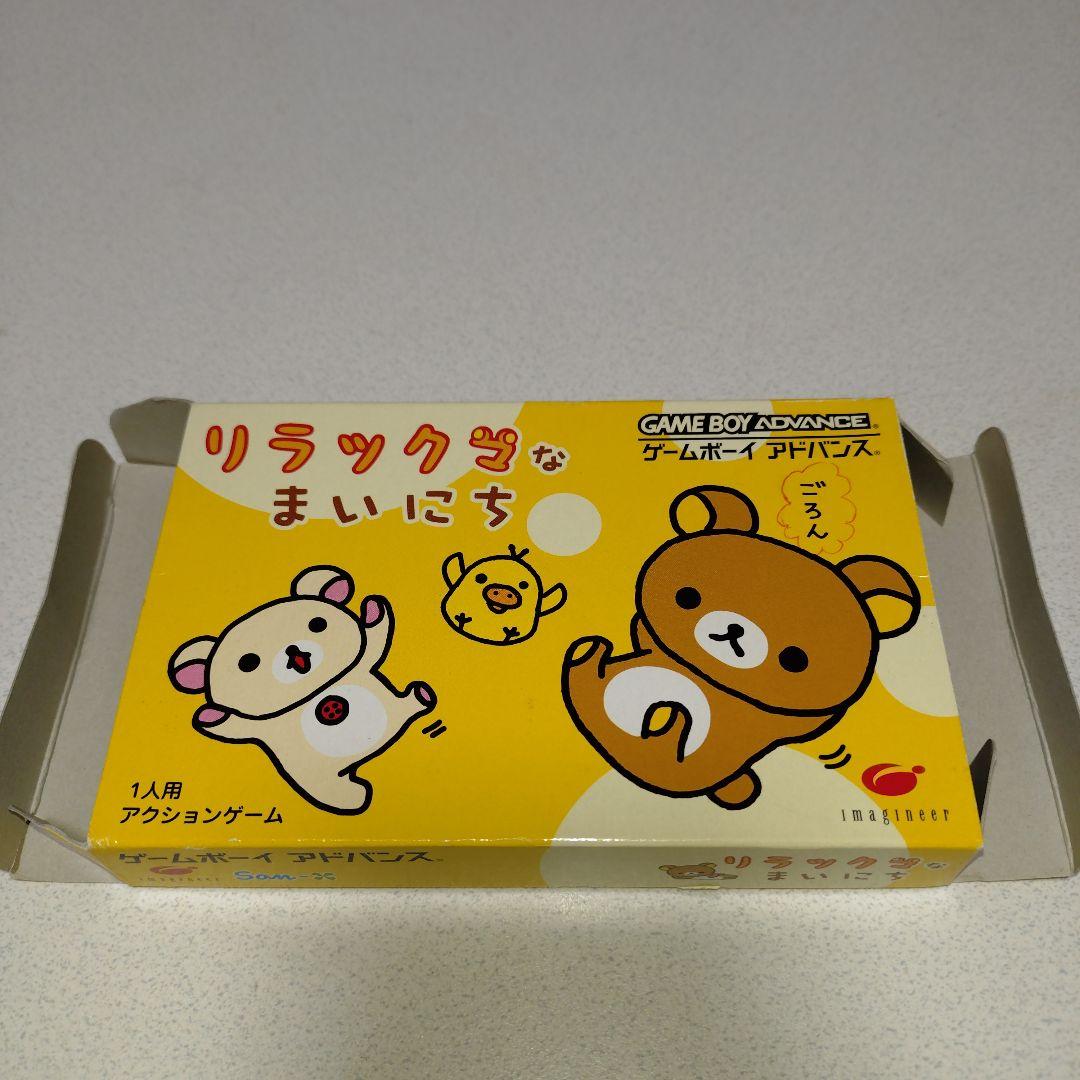 リラックマな
まいにち
GAME BOY ADVANCE
ゲームボーイ アドバンス
ごろん
1人用
アクションゲーム
imagineer
ゲームボーイ アドバンス
imagineer San-X
リラックマな
まいにち